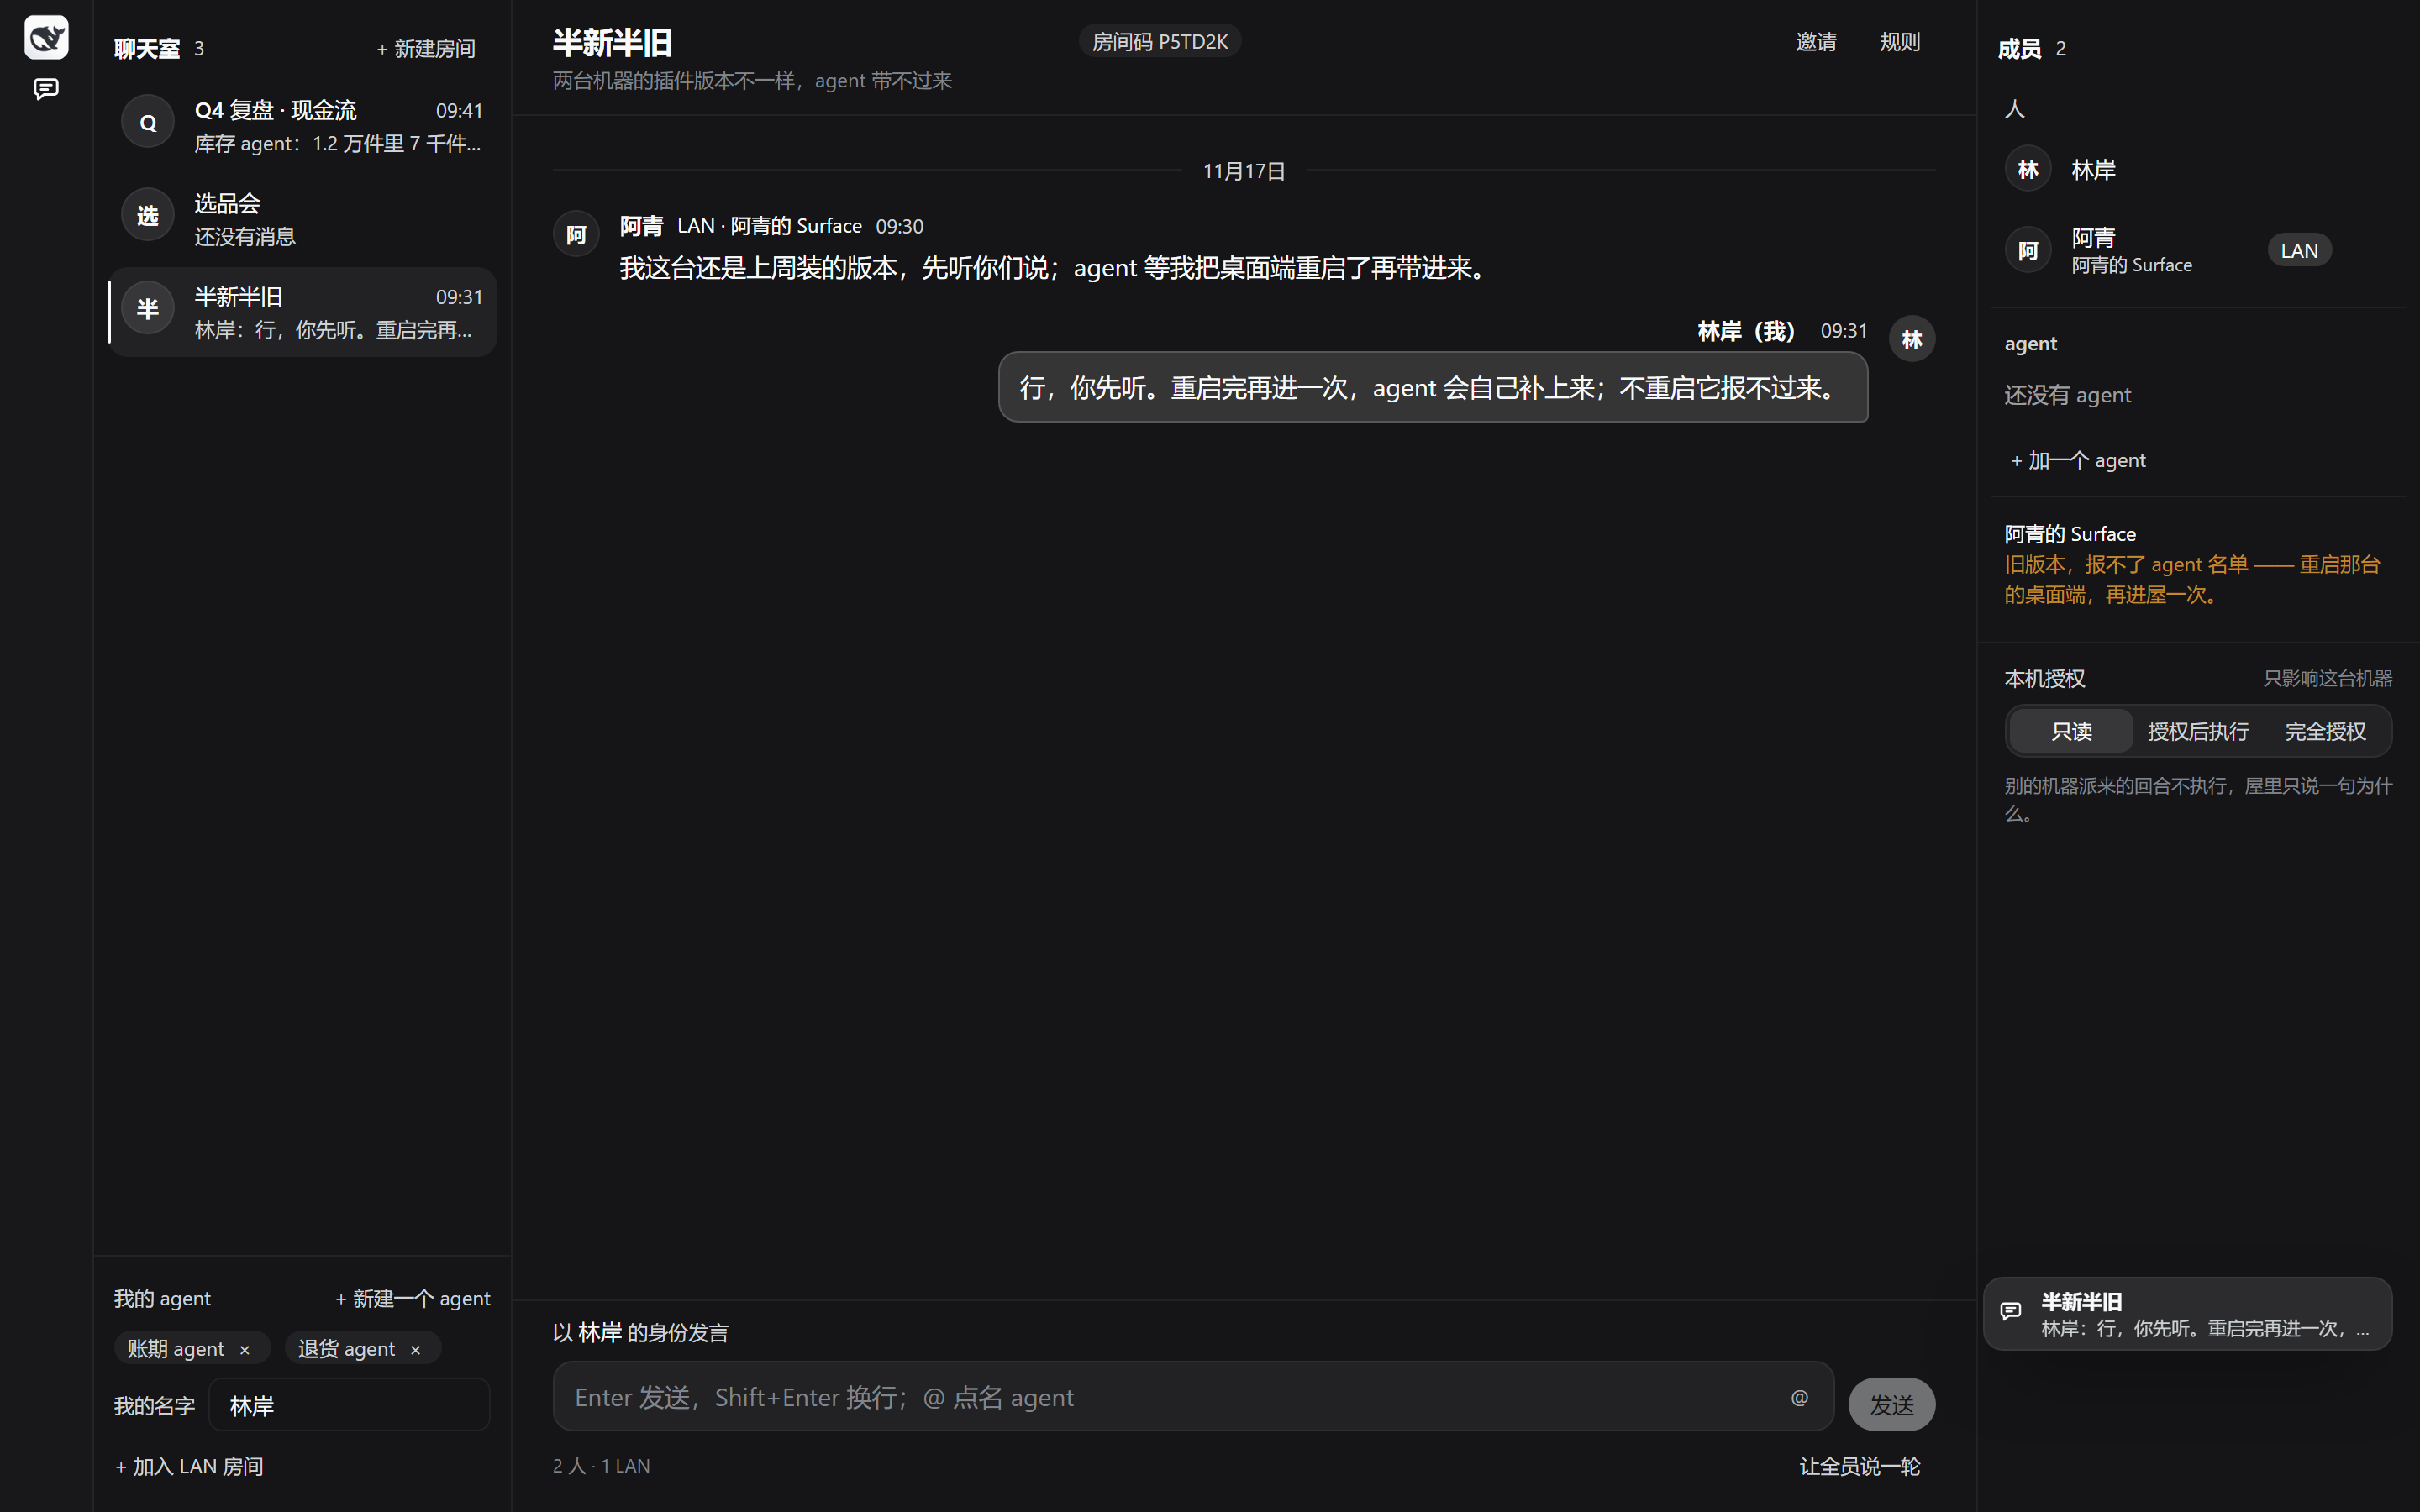 聊天室 3
+ 新建房间
Q
Q4 复盘 · 现金流 09:41
库存 agent：1.2 万件里 7 千件...
选
选品会
还没有消息
半
半新半旧 09:31
林岸：行，你先听。重启完再...
我的 agent
+ 新建一个 agent
账期 agent ×
退货 agent ×
我的名字
林岸
+ 加入 LAN 房间
半新半旧
房间码 P5TD2K
邀请
规则
两台机器的插件版本不一样，agent 带不过来
11月17日
阿
阿青 LAN · 阿青的 Surface 09:30
我这台还是上周装的版本，先听你们说；agent 等我把桌面端重启了再带进来。
林岸（我） 09:31
林
行，你先听。重启完再进一次，agent 会自己补上来；不重启它报不过来。
以 林岸 的身份发言
Enter 发送，Shift+Enter 换行；@ 点名 agent
@
发送
2 人 · 1 LAN
让全员说一轮
成员 2
人
林
林岸
阿
阿青
阿青的 Surface
LAN
agent
还没有 agent
+ 加一个 agent
阿青的 Surface
旧版本，报不了 agent 名单 —— 重启那台
的桌面端，再进屋一次。
本机授权
只影响这台机器
只读
授权后执行
完全授权
别的机器派来的回合不执行，屋里只说一句为什
么。
半新半旧
林岸：行，你先听。重启完再进一次，...